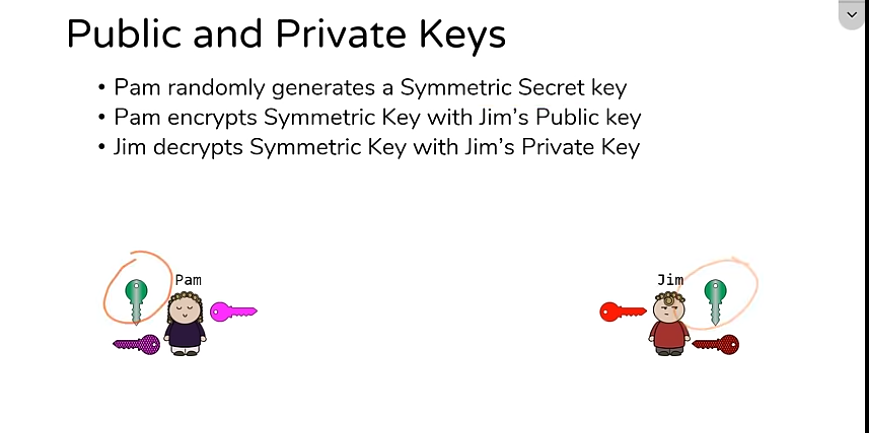 Public and Private Keys
• Pam randomly generates a Symmetric Secret key
• Pam encrypts Symmetric Key with Jim's Public key
• Jim decrypts Symmetric Key with Jim's Private Key
Pam
Jim